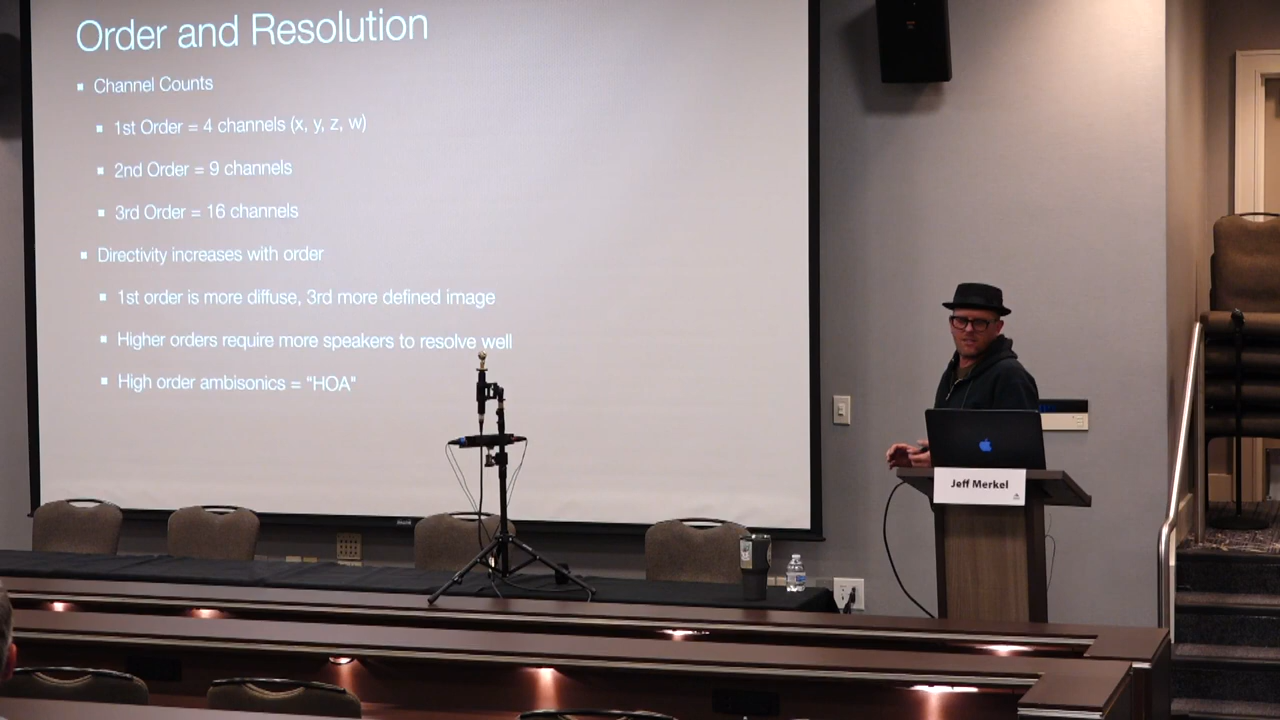 Order and Resolution
Channel Counts
1st Order = 4 channels (x, y, z, w)
2nd Order = 9 channels
3rd Order = 16 channels
Directivity increases with order
1st order is more diffuse, 3rd more defined image
Higher orders require more speakers to resolve well
High order ambisonics = "HOA"
Jeff Merkel